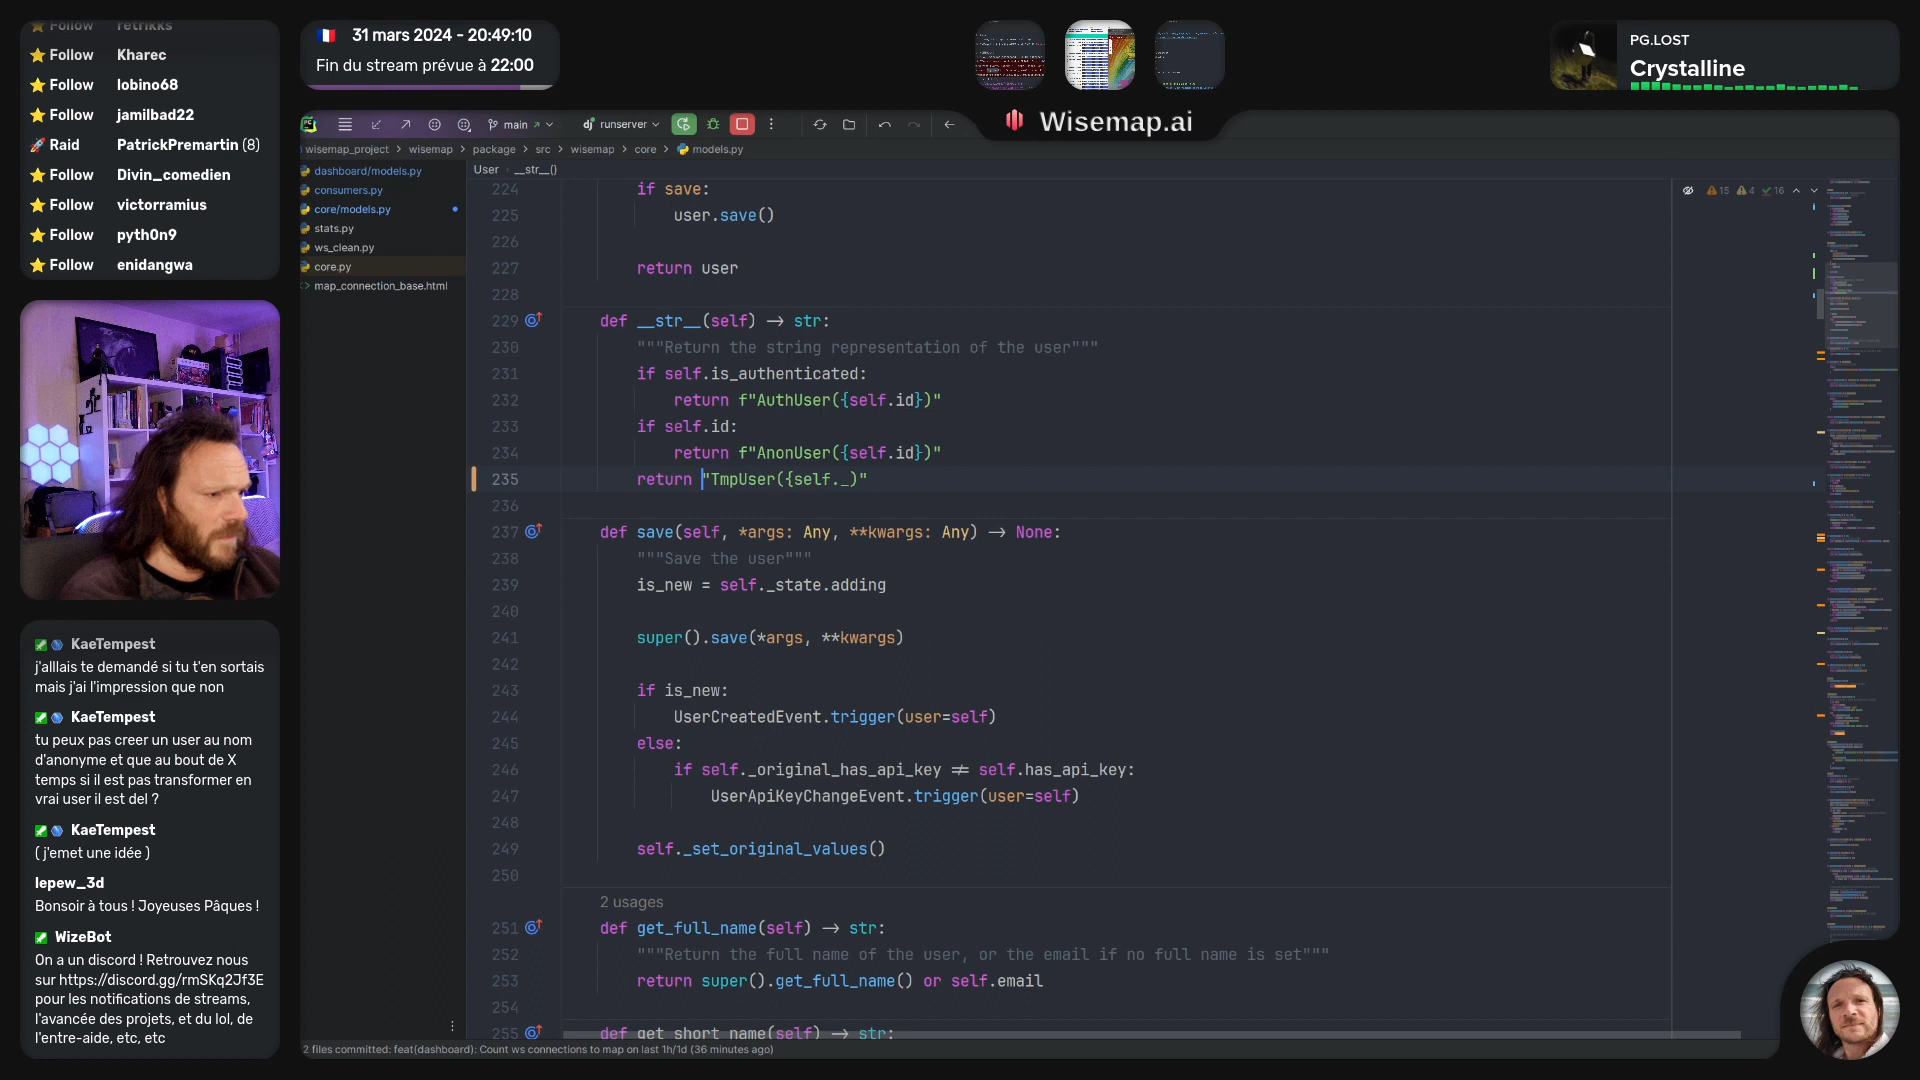 ⭐ Follow retrikks
⭐ Follow Kharec
⭐ Follow lobino68
⭐ Follow jamilbad22
🚀 Raid PatrickPremartin (8)
⭐ Follow Divin_comedien
⭐ Follow victorramius
⭐ Follow pyth0n9
⭐ Follow enidangwa
31 mars 2024 - 20:49:10
Fin du stream prévue à 22:00
PG.LOST
Crystalline
Wisemap.ai
main
dj runserver
wisemap_project > wisemap > package > src > wisemap > core > models.py
dashboard/models.py
consumers.py
core/models.py
stats.py
ws_clean.py
core.py
map_connection_base.html
User > __str__()
15 4 16
224 if save:
225 user.save()
226
227 return user
228
229 def __str__(self) -> str:
230 """Return the string representation of the user"""
231 if self.is_authenticated:
232 return f"AuthUser({self.id})"
233 if self.id:
234 return f"AnonUser({self.id})"
235 return "TmpUser({self._)"
236
237 def save(self, *args: Any, **kwargs: Any) -> None:
238 """Save the user"""
239 is_new = self._state.adding
240
241 super().save(*args, **kwargs)
242
243 if is_new:
244 UserCreatedEvent.trigger(user=self)
245 else:
246 if self._original_has_api_key != self.has_api_key:
247 UserApiKeyChangeEvent.trigger(user=self)
248
249 self._set_original_values()
250
2 usages
251 def get_full_name(self) -> str:
252 """Return the full name of the user, or the email if no full name is set"""
253 return super().get_full_name() or self.email
254
255 def get_short_name(self) -> str:
2 files committed: feat(dashboard): Count ws connections to map on last 1h/1d (36 minutes ago)
KaeTempest
j'alllais te demandé si tu t'en sortais
mais j'ai l'impression que non
KaeTempest
tu peux pas creer un user au nom
d'anonyme et que au bout de X
temps si il est pas transformer en
vrai user il est del ?
KaeTempest
( j'emet une idée )
lepew_3d
Bonsoir à tous ! Joyeuses Pâques !
WizeBot
On a un discord ! Retrouvez nous
sur https://discord.gg/rmSKq2Jf3E
pour les notifications de streams,
l'avancée des projets, et du lol, de
l'entre-aide, etc, etc